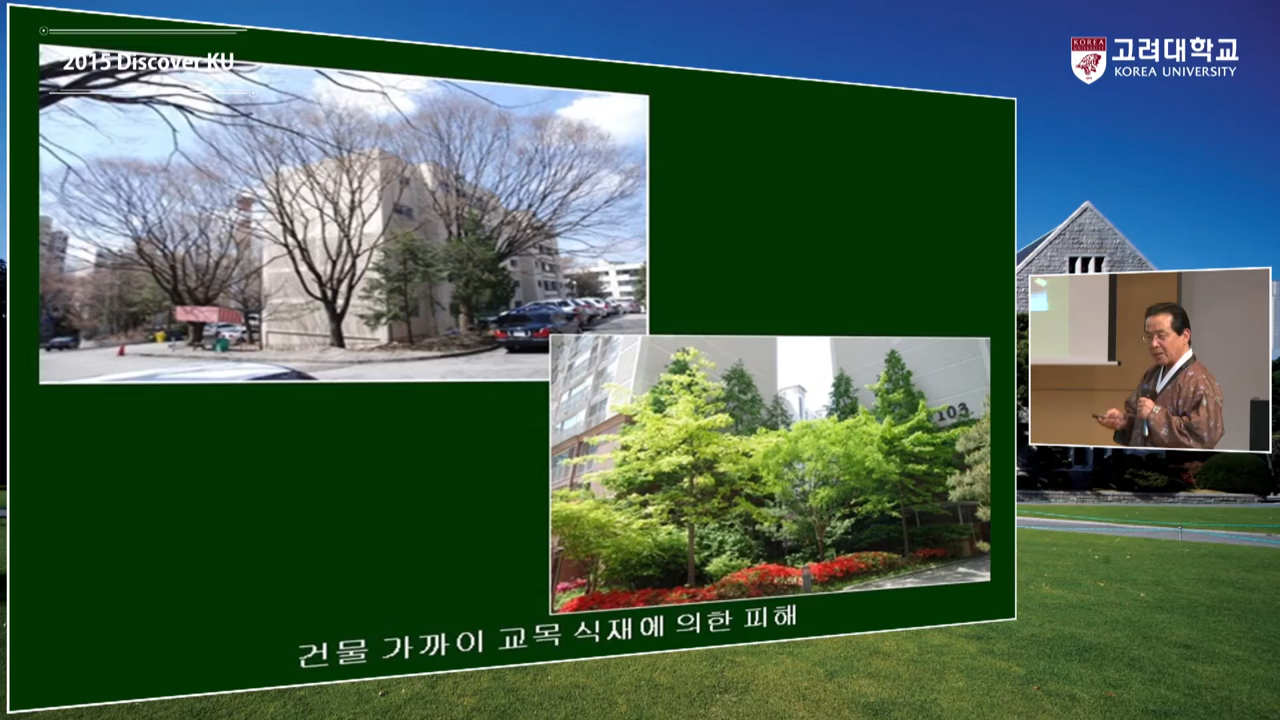 2015 Discover KU
KOREA
고려대학교
KOREA UNIVERSITY
103
건물 가까이 교목 식재에 의한 피해